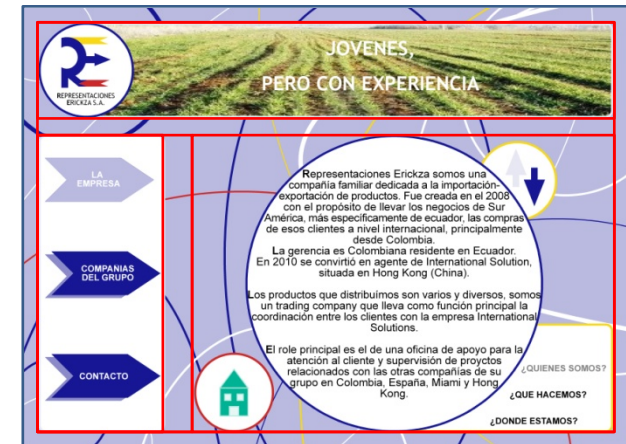 JOVENES,
PERO CON EXPERIENCIA
REPRESENTACIONES
ERICKZA S.A.
LA
EMPRESA
COMPAÑIAS
DEL GRUPO
CONTACTO
Representaciones Erickza somos una
compañía familiar dedicada a la importación-
exportación de productos. Fue creada en el 2008
con el propósito de llevar los negocios de Sur
América, más especificamente de ecuador, las compras
de esos clientes a nivel internacional, principalmente
desde Colombia.
La gerencia es Colombiana residente en Ecuador.
En 2010 se convirtió en agente de International Solution,
situada en Hong Kong (China).
Los productos que distribuimos son varios y diversos, somos
un trading company que lleva como función principal la
coordinación entre los clientes con la empresa International
Solutions.
El role principal es el de una oficina de apoyo para la
atención al cliente y supervisión de proyctos
relacionados con las otras compañías de su
grupo en Colombia, España, Miami y Hong
Kong.
¿QUIENES SOMOS?
¿QUE HACEMOS?
¿DONDE ESTAMOS?